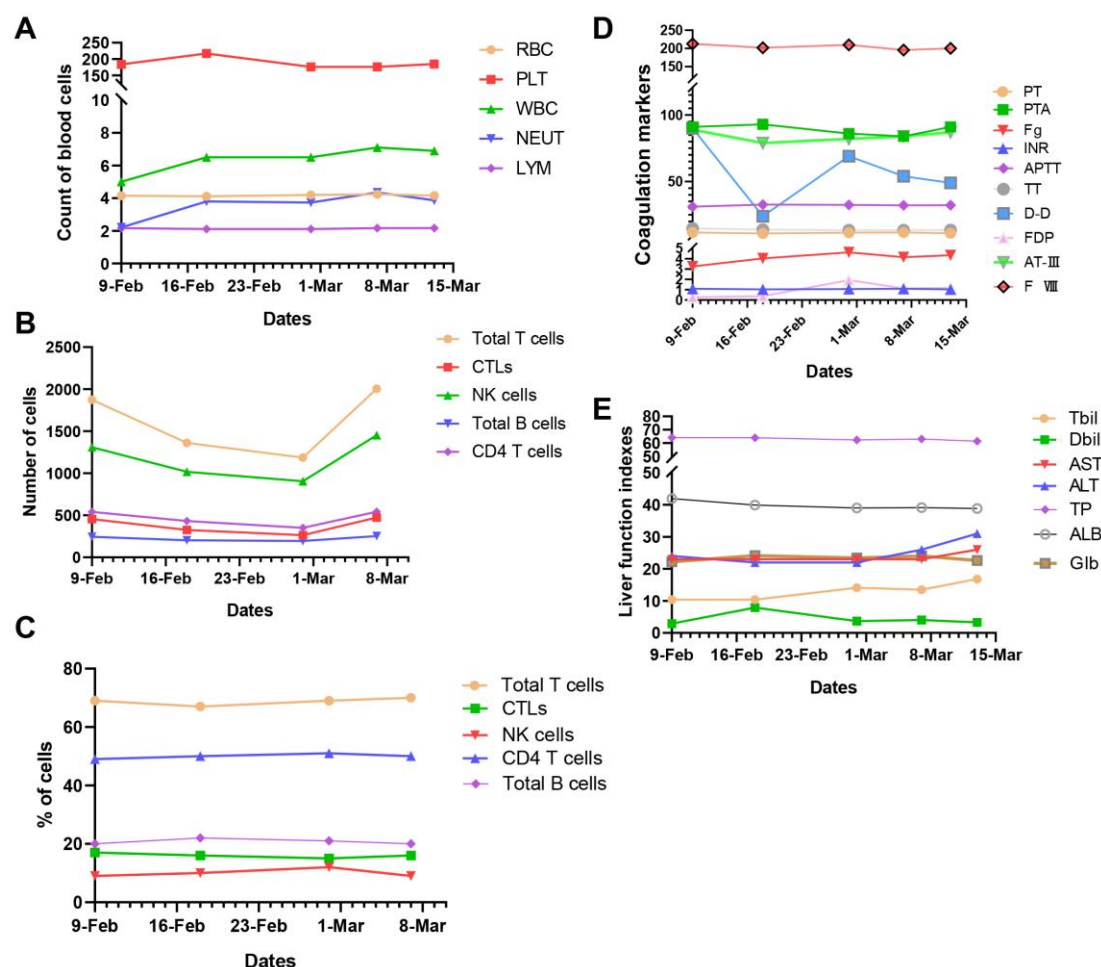 A
Count of blood cells
250
200
150
10
8
6
4
2
0
9-Feb 16-Feb 23-Feb 1-Mar 8-Mar 15-Mar
Dates
RBC
PLT
WBC
NEUT
LYM
B
Number of cells
2500
2000
1500
1000
500
0
9-Feb 16-Feb 23-Feb 1-Mar 8-Mar
Dates
Total T cells
CTLs
NK cells
Total B cells
CD4 T cells
C
% of cells
80
60
40
20
0
9-Feb 16-Feb 23-Feb 1-Mar 8-Mar
Dates
Total T cells
CTLs
NK cells
CD4 T cells
Total B cells
D
Coagulation markers
250
200
150
100
50
5
4
3
2
1
0
9-Feb 16-Feb 23-Feb 1-Mar 8-Mar 15-Mar
Dates
PT
PTA
Fg
INR
APTT
TT
D-D
FDP
AT-Ⅲ
F Ⅷ
E
Liver function indexes
80
70
60
50
50
40
30
20
10
0
9-Feb 16-Feb 23-Feb 1-Mar 8-Mar 15-Mar
Dates
Tbil
Dbil
AST
ALT
TP
ALB
Glb